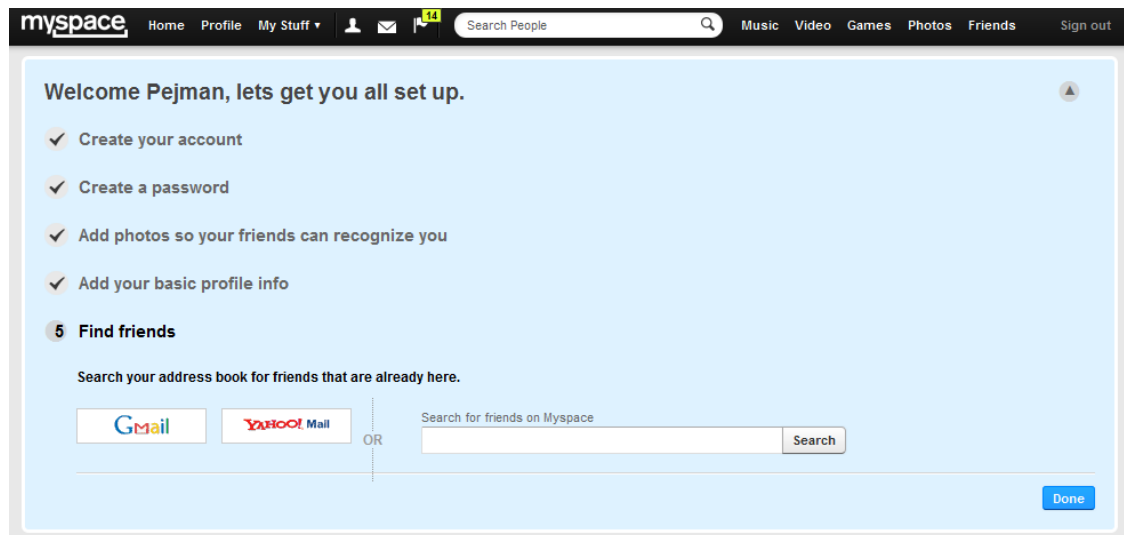 myspace Home Profile My Stuff ▾ 14 Search People Music Video Games Photos Friends Sign out
Welcome Pejman, lets get you all set up.
Create your account
Create a password
Add photos so your friends can recognize you
Add your basic profile info
5 Find friends
Search your address book for friends that are already here.
Search for friends on Myspace
Gmail YAHOO! Mail OR Search
Done